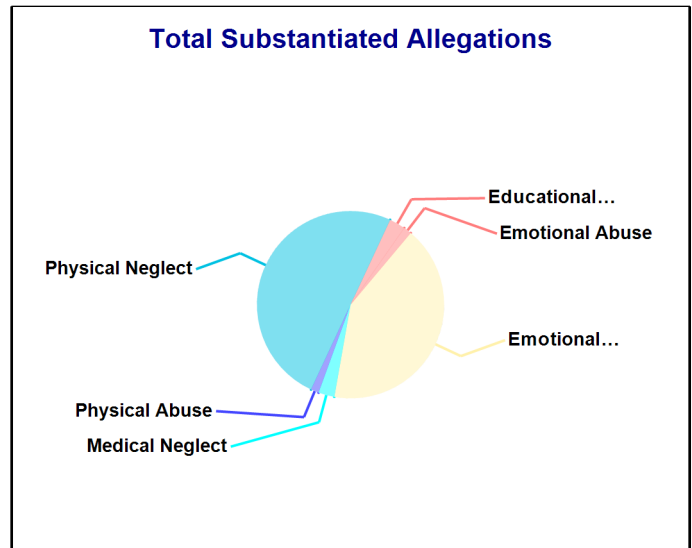 Total Substantiated Allegations
Educational…
Emotional Abuse
Physical Neglect
Emotional…
Physical Abuse
Medical Neglect